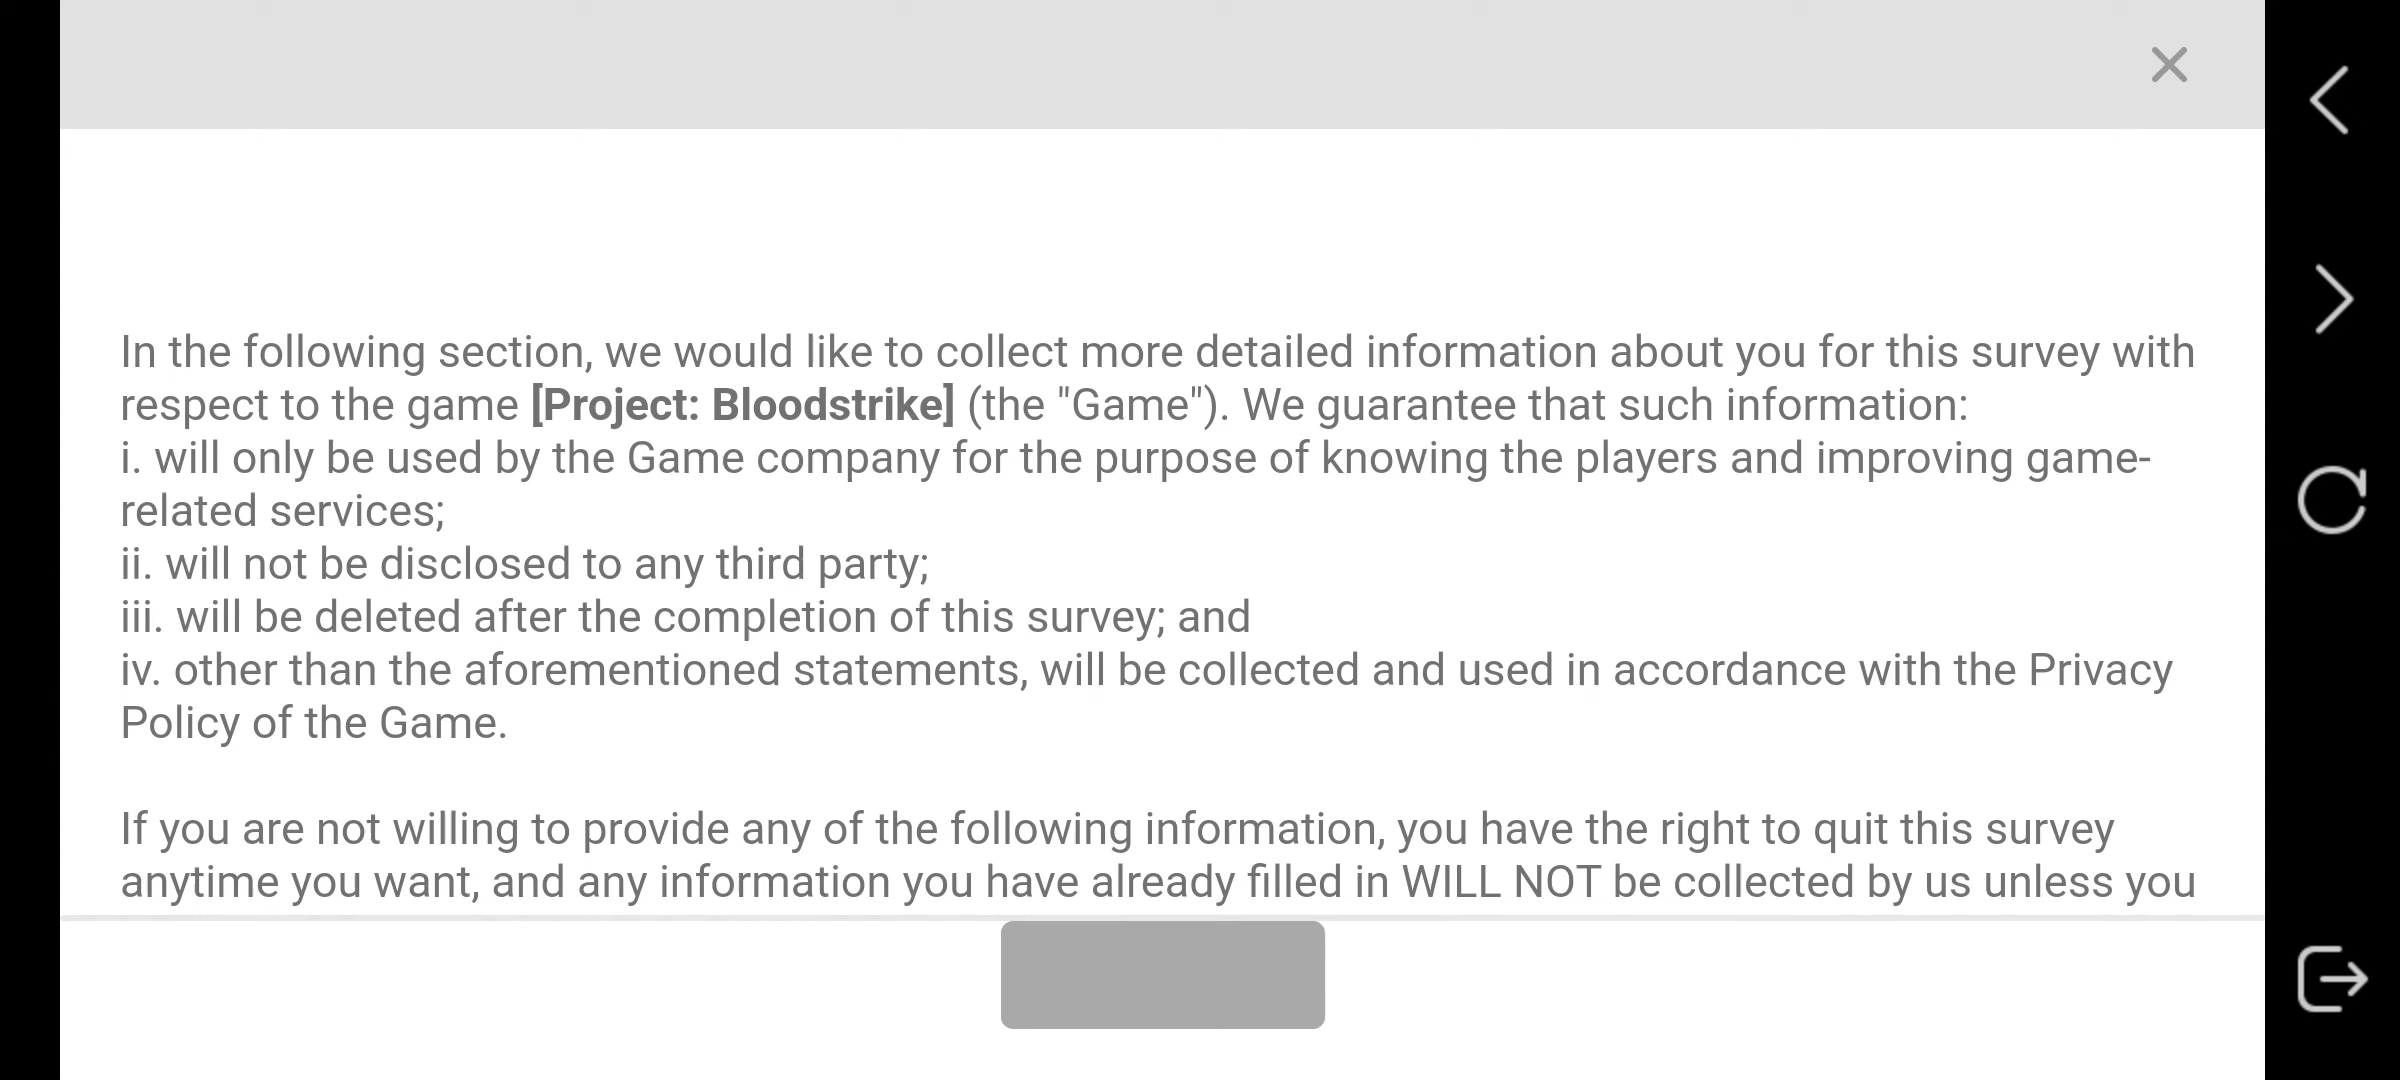 In the following section, we would like to collect more detailed information about you for this survey with
respect to the game [Project: Bloodstrike] (the "Game"). We guarantee that such information:
i. will only be used by the Game company for the purpose of knowing the players and improving game-
related services;
ii. will not be disclosed to any third party;
iii. will be deleted after the completion of this survey; and
iv. other than the aforementioned statements, will be collected and used in accordance with the Privacy
Policy of the Game.
If you are not willing to provide any of the following information, you have the right to quit this survey
anytime you want, and any information you have already filled in WILL NOT be collected by us unless you